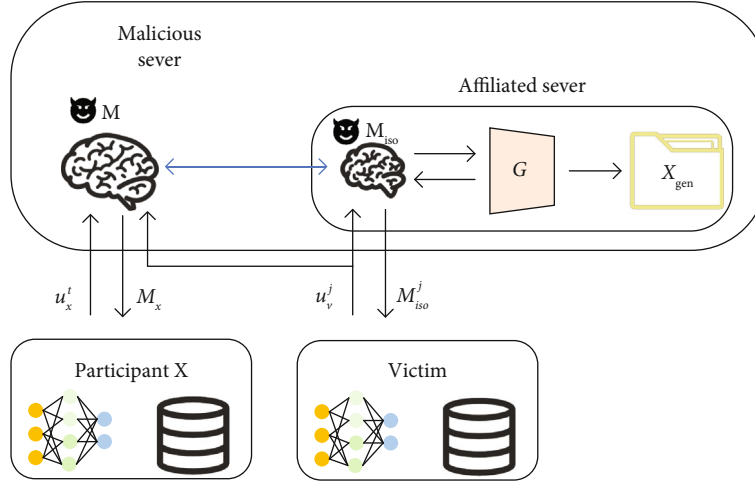 Malicious
sever
Affiliated sever
M
M_iso
G
X_gen
u_x^t
M_x
u_v^j
M_iso^j
Participant X
Victim